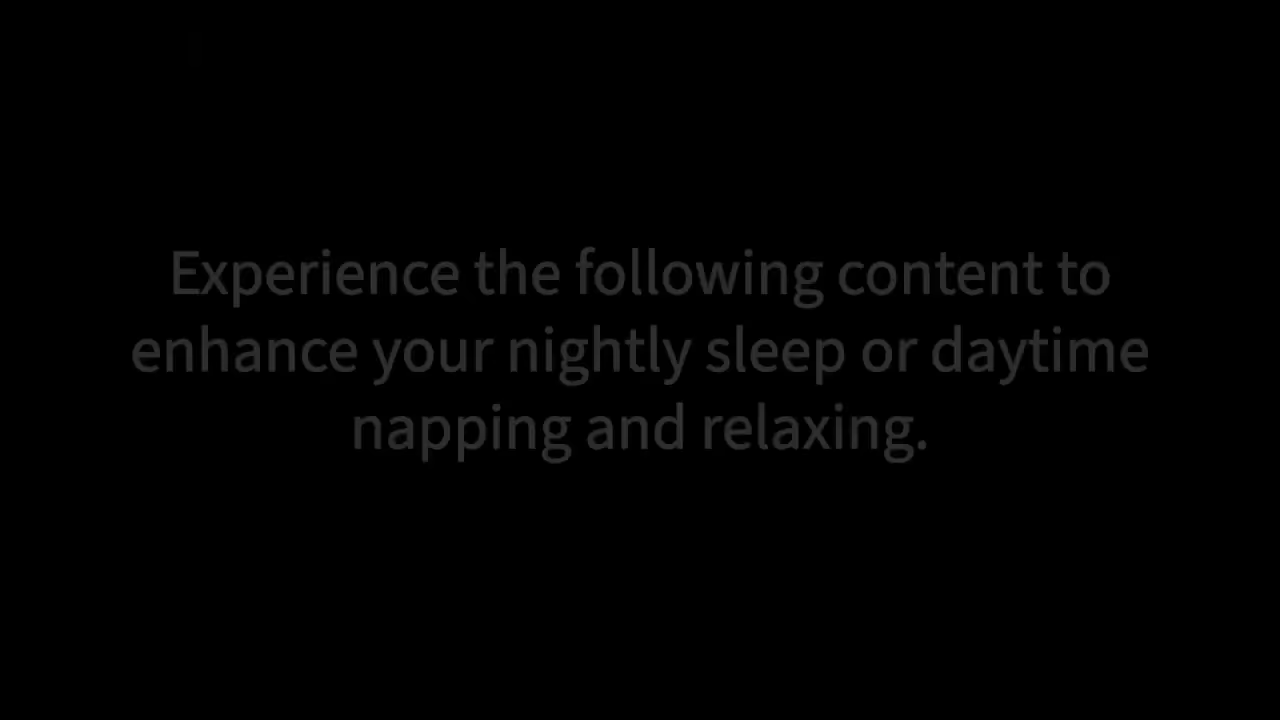 Experience the following content to
enhance your nightly sleep or daytime
napping and relaxing.